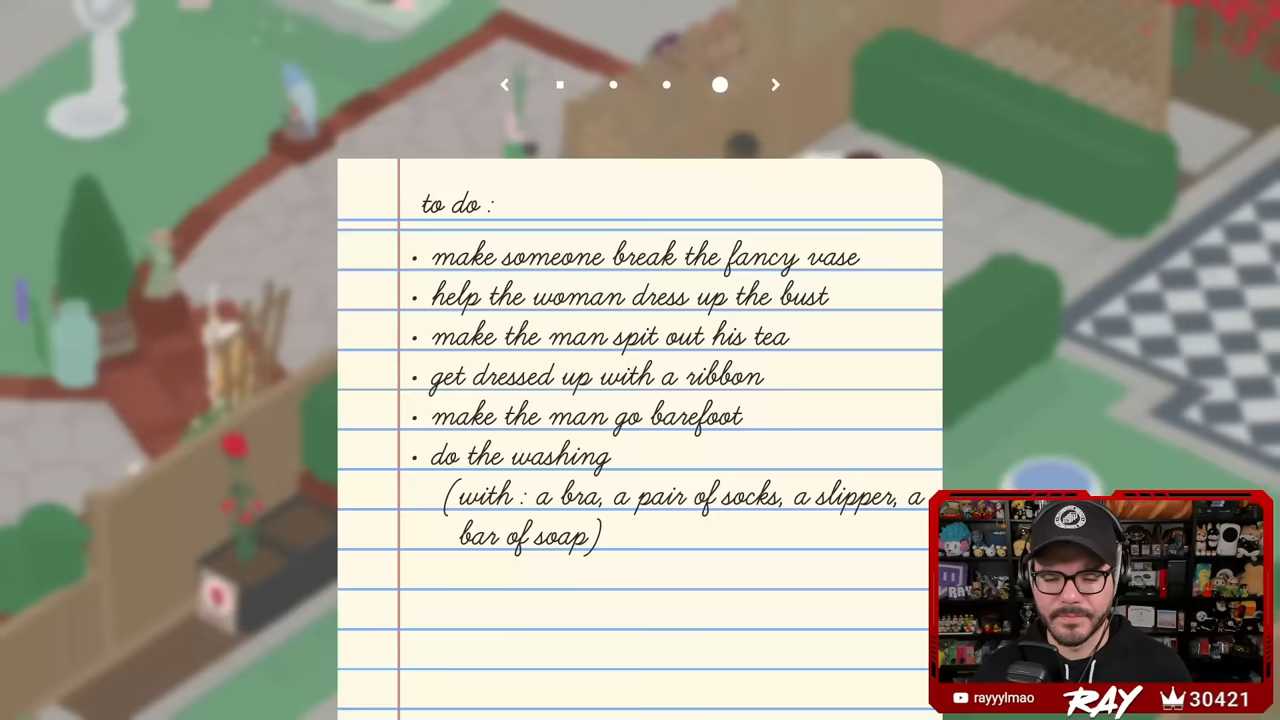 to do :
• make someone break the fancy vase
• help the woman dress up the bust
• make the man spit out his tea
• get dressed up with a ribbon
• make the man go barefoot
• do the washing
(with : a bra, a pair of socks, a slipper, a
bar of soap)
rayyylmao
RAY
30421